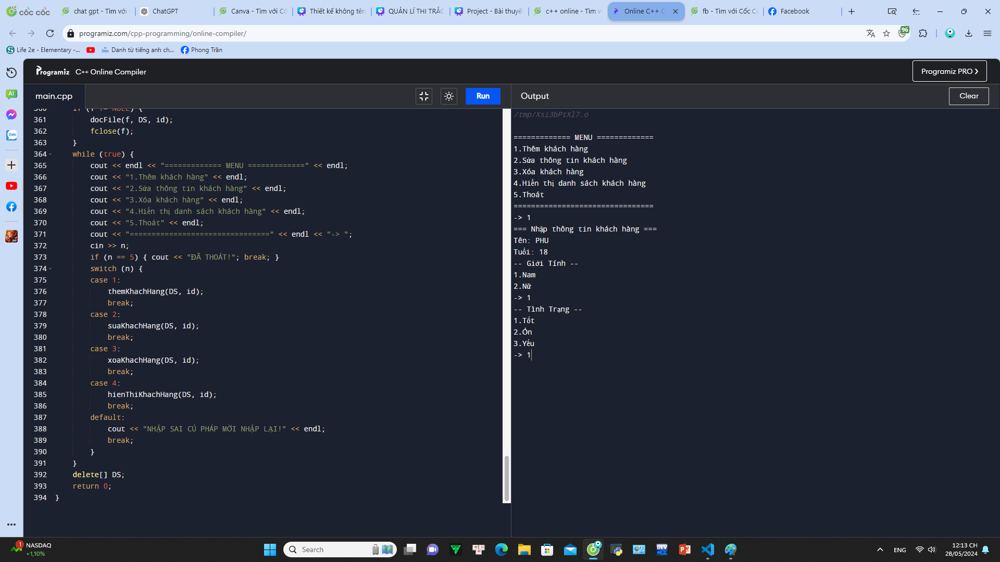 cốc cốc
chat gpt - Tìm với
ChatGPT
Canva - Tìm với Cố
Thiết kế không tên
QUẢN LÍ THI TRẮC
Project - Bài thuyết
c++ online - Tìm v
Online C++ C
fb - Tìm với Cốc Cố
Facebook
programiz.com/cpp-programming/online-compiler/
96
Life 2e - Elementary -...
Danh từ tiếng anh ch...
Phong Trần
Programiz
C++ Online Compiler
Programiz PRO
AI
Zalo
main.cpp
Run
Output
Clear
360 if (f != NULL) {
361 docFile(f, DS, id);
362 fclose(f);
363 }
364 while (true) {
365 cout << endl << "============= MENU =============" << endl;
366 cout << "1.Thêm khách hàng" << endl;
367 cout << "2.Sửa thông tin khách hàng" << endl;
368 cout << "3.Xóa khách hàng" << endl;
369 cout << "4.Hiển thị danh sách khách hàng" << endl;
370 cout << "5.Thoát" << endl;
371 cout << "================================" << endl << "-> ";
372 cin >> n;
373 if (n == 5) { cout << "ĐÃ THOÁT!"; break; }
374 switch (n) {
375 case 1:
376 themKhachHang(DS, id);
377 break;
378 case 2:
379 suaKhachHang(DS, id);
380 break;
381 case 3:
382 xoaKhachHang(DS, id);
383 break;
384 case 4:
385 hienThiKhachHang(DS, id);
386 break;
387 default:
388 cout << "NHẬP SAI CÚ PHÁP MỜI NHẬP LẠI!" << endl;
389 break;
390 }
391 }
392 delete[] DS;
393 return 0;
394 }
/tmp/Xsi3bPtXl7.o
============= MENU =============
1.Thêm khách hàng
2.Sửa thông tin khách hàng
3.Xóa khách hàng
4.Hiển thị danh sách khách hàng
5.Thoát
================================
-> 1
=== Nhập thông tin khách hàng ===
Tên: PHU
Tuổi: 18
-- Giới Tính --
1.Nam
2.Nữ
-> 1
-- Tình Trạng --
1.Tốt
2.Ổn
3.Yếu
-> 1
1
NASDAQ
+1,10%
Search
DEV
ENG
12:13 CH
28/05/2024